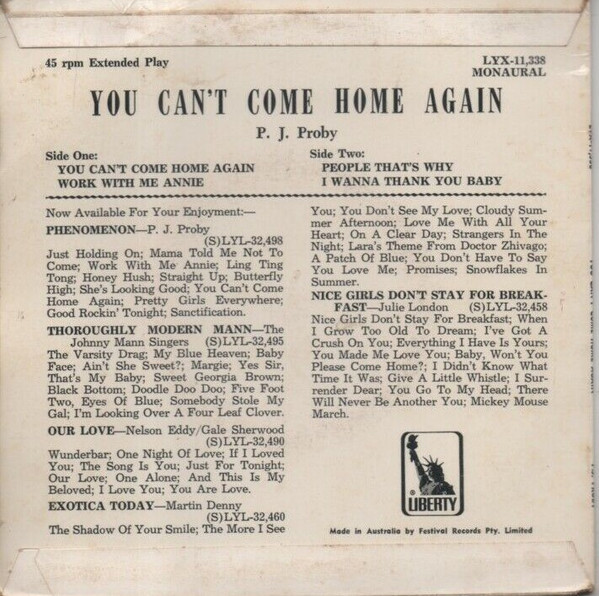 45 rpm Extended Play
LYX-11,338
MONAURAL
YOU CAN'T COME HOME AGAIN
P. J. Proby
Side One:
YOU CAN'T COME HOME AGAIN
WORK WITH ME ANNIE
Side Two:
PEOPLE THAT'S WHY
I WANNA THANK YOU BABY
Now Available For Your Enjoyment:—
PHENOMENON—P. J. Proby
(S)LYL-32,498
Just Holding On; Mama Told Me Not To
Come; Work With Me Annie; Ling Ting
Tong; Honey Hush; Straight Up; Butterfly
High; She's Looking Good; You Can't Come
Home Again; Pretty Girls Everywhere;
Good Rockin' Tonight; Sanctification.
THOROUGHLY MODERN MANN—The
Johnny Mann Singers (S)LYL-32,495
The Varsity Drag; My Blue Heaven; Baby
Face; Ain't She Sweet?; Margie; Yes Sir,
That's My Baby; Sweet Georgia Brown;
Black Bottom; Doodle Doo Doo; Five Foot
Two, Eyes Of Blue; Somebody Stole My
Gal; I'm Looking Over A Four Leaf Clover.
OUR LOVE—Nelson Eddy/Gale Sherwood
(S)LYL-32,490
Wunderbar; One Night Of Love; If I Loved
You; The Song Is You; Just For Tonight;
Our Love; One Alone; And This Is My
Beloved; I Love You; You Are Love.
EXOTICA TODAY—Martin Denny
(S)LYL-32,460
The Shadow Of Your Smile; The More I See
You; You Don't See My Love; Cloudy Sum-
mer Afternoon; Love Me With All Your
Heart; On A Clear Day; Strangers In The
Night; Lara's Theme From Doctor Zhivago;
A Patch Of Blue; You Don't Have To Say
You Love Me; Promises; Snowflakes In
Summer.
NICE GIRLS DON'T STAY FOR BREAK-
FAST—Julie London (S)LYL-32,458
Nice Girls Don't Stay For Breakfast; When
I Grow Too Old To Dream; I've Got A
Crush On You; Everything I Have Is Yours;
You Made Me Love You; Baby, Won't You
Please Come Home?; I Didn't Know What
Time It Was; Give A Little Whistle; I Sur-
render Dear; You Go To My Head; There
Will Never Be Another You; Mickey Mouse
March.
® LIBERTY
Made in Australia by Festival Records Pty. Limited